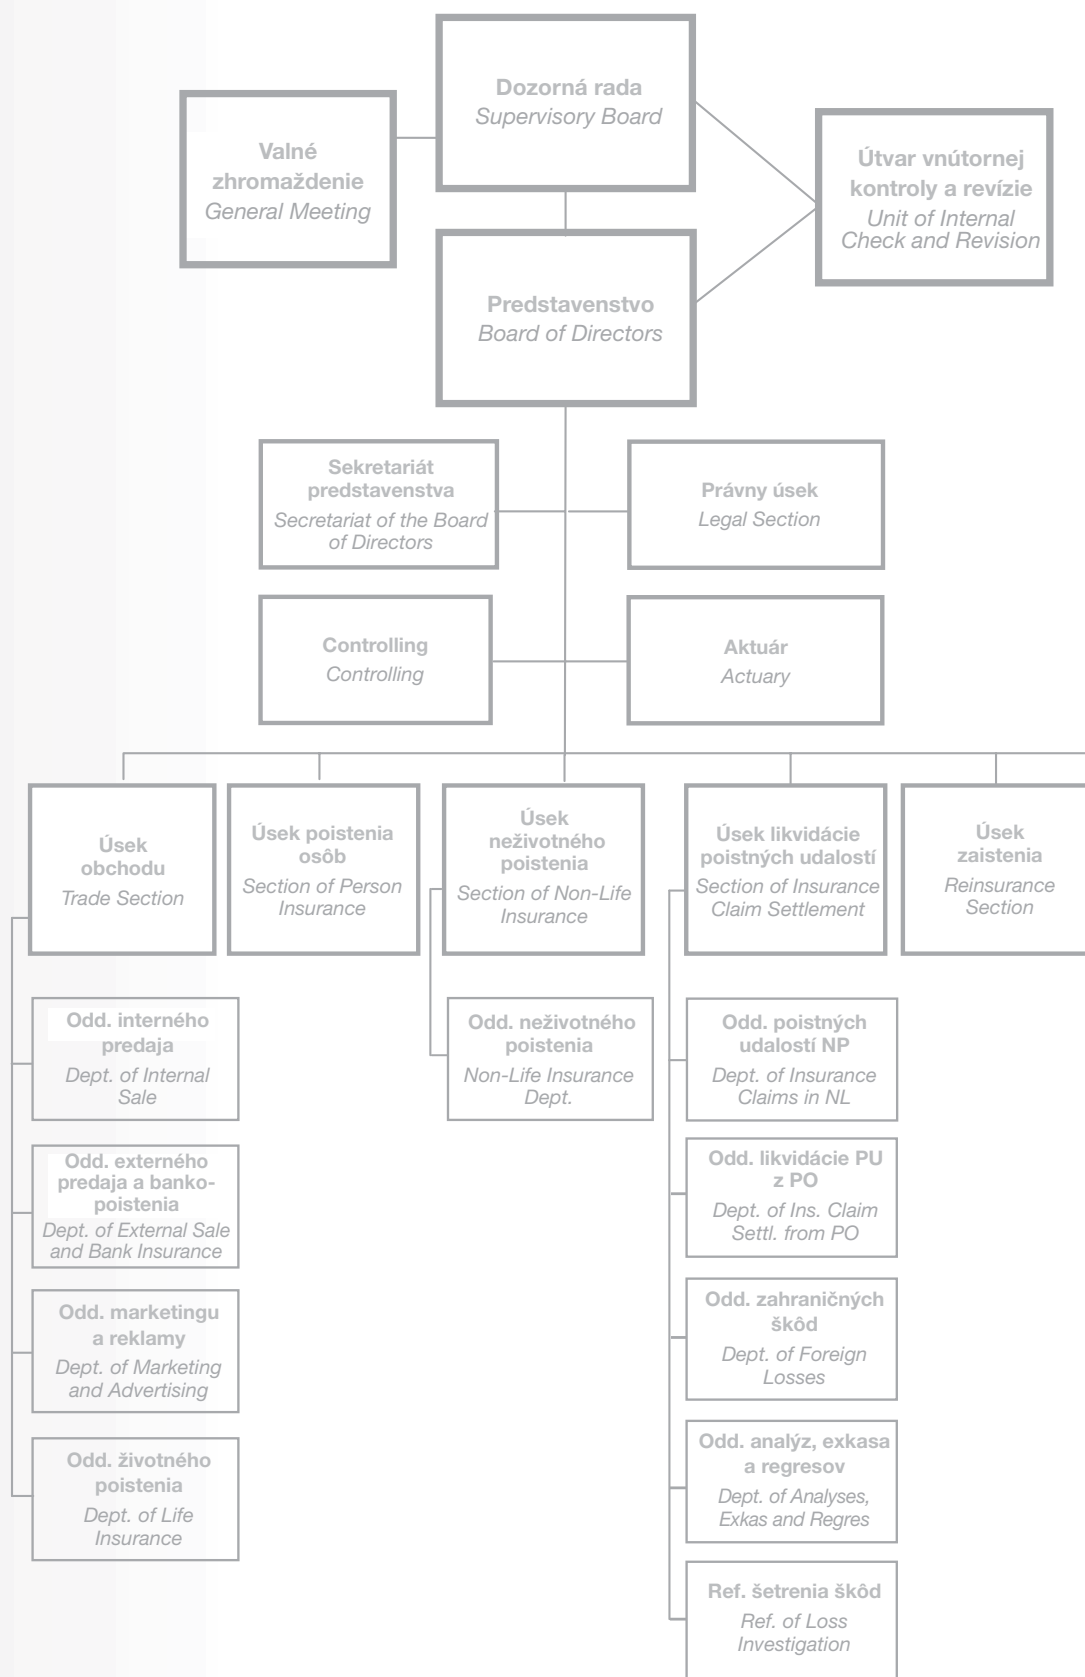 Dozorná rada
Supervisory Board
Valné
zhromaždenie
General Meeting
Útvar vnútornej
kontroly a revízie
Unit of Internal
Check and Revision
Predstavenstvo
Board of Directors
Sekretariát
predstavenstva
Secretariat of the Board
of Directors
Právny úsek
Legal Section
Controlling
Controlling
Aktuár
Actuary
Úsek
obchodu
Trade Section
Úsek poistenia
osôb
Section of Person
Insurance
Úsek
neživotného
poistenia
Section of Non-Life
Insurance
Úsek likvidácie
poistných udalostí
Section of Insurance
Claim Settlement
Úsek
zaistenia
Reinsurance
Section
Odd. interného
predaja
Dept. of Internal
Sale
Odd. externého
predaja a banko-
poistenia
Dept. of External Sale
and Bank Insurance
Odd. marketingu
a reklamy
Dept. of Marketing
and Advertising
Odd. životného
poistenia
Dept. of Life
Insurance
Odd. neživotného
poistenia
Non-Life Insurance
Dept.
Odd. poistných
udalostí NP
Dept. of Insurance
Claims in NL
Odd. likvidácie PU
z PO
Dept. of Ins. Claim
Settl. from PO
Odd. zahraničných
škôd
Dept. of Foreign
Losses
Odd. analýz, exkasa
a regresov
Dept. of Analyses,
Exkas and Regres
Ref. šetrenia škôd
Ref. of Loss
Investigation